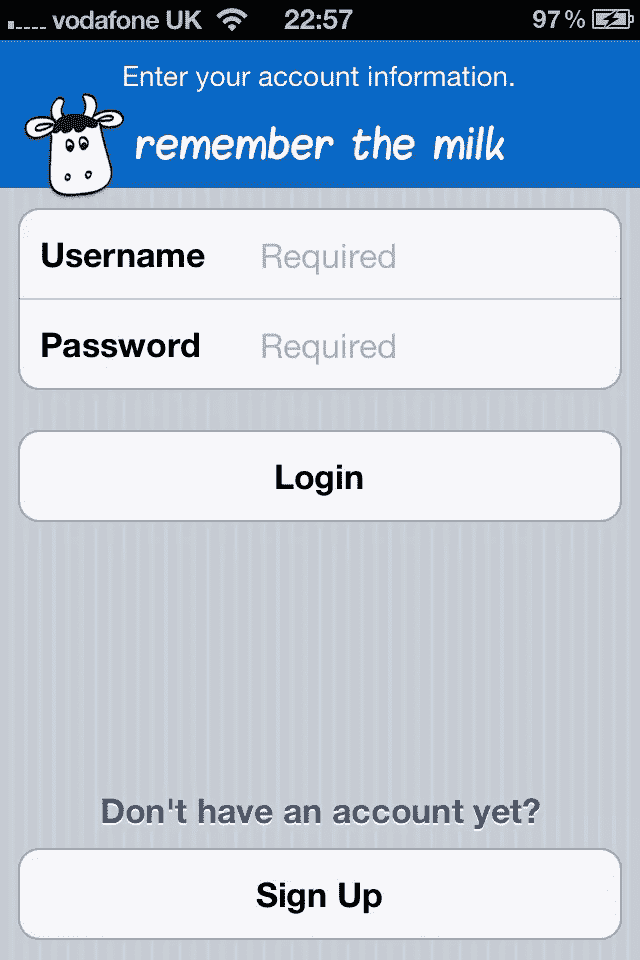 vodafone UK 22:57 97%
Enter your account information.
remember the milk
Username Required
Password Required
Login
Don't have an account yet?
Sign Up